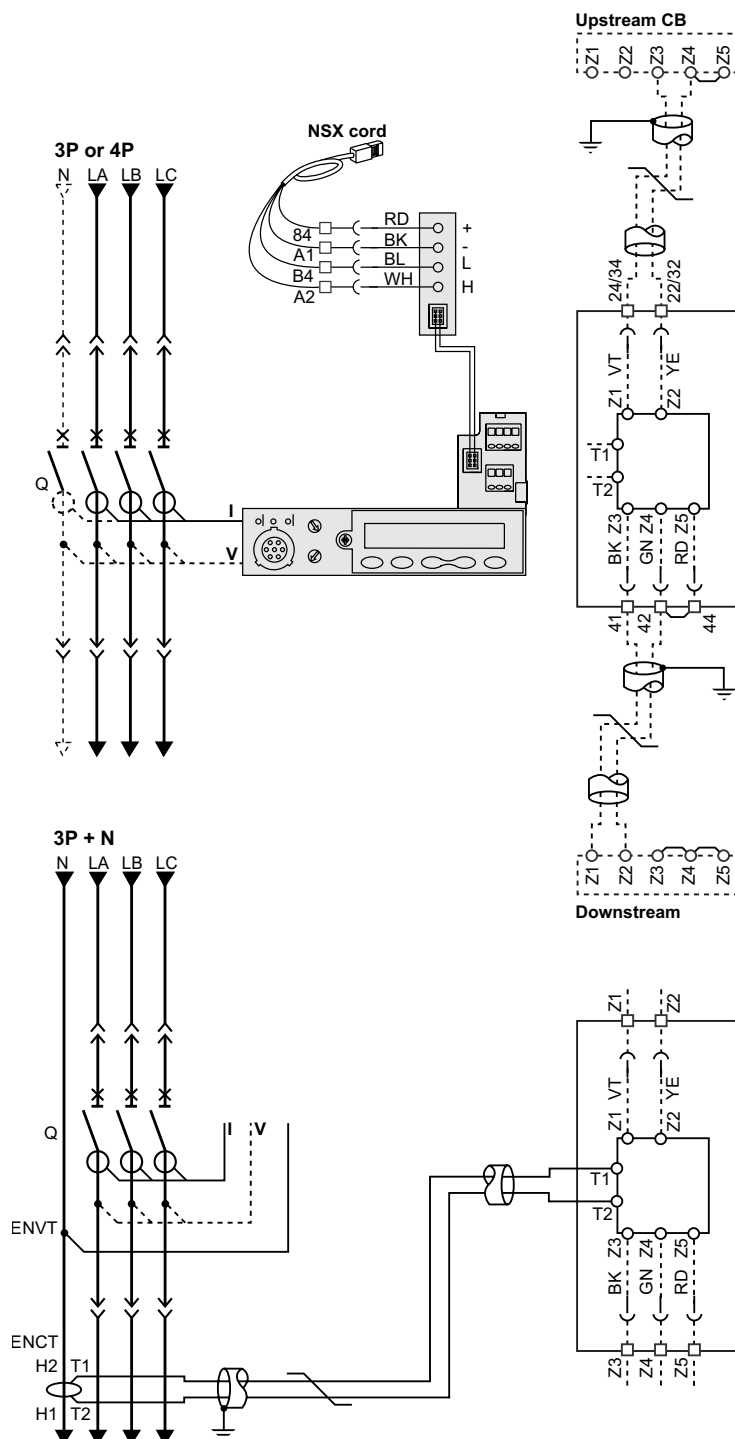 Upstream CB
Z1 Z2 Z3 Z4 Z5
NSX cord
3P or 4P
N LA LB LC
84 RD +
A1 BK -
B4 BL L
A2 WH H
24/34 22/32
VT YE
Z1 Z2
T1
T2
Q
I
V
BK Z3 GN Z4 RD Z5
41 42 44
3P + N
N LA LB LC
Z1 Z2 Z3 Z4 Z5
Downstream
Z1 Z2
VT YE
Z1 Z2
Q
I V
T1
T2
ENVT
Z3 Z4 Z5
BK GN RD
ENCT
H2 T1
H1 T2
Z3 Z4 Z5